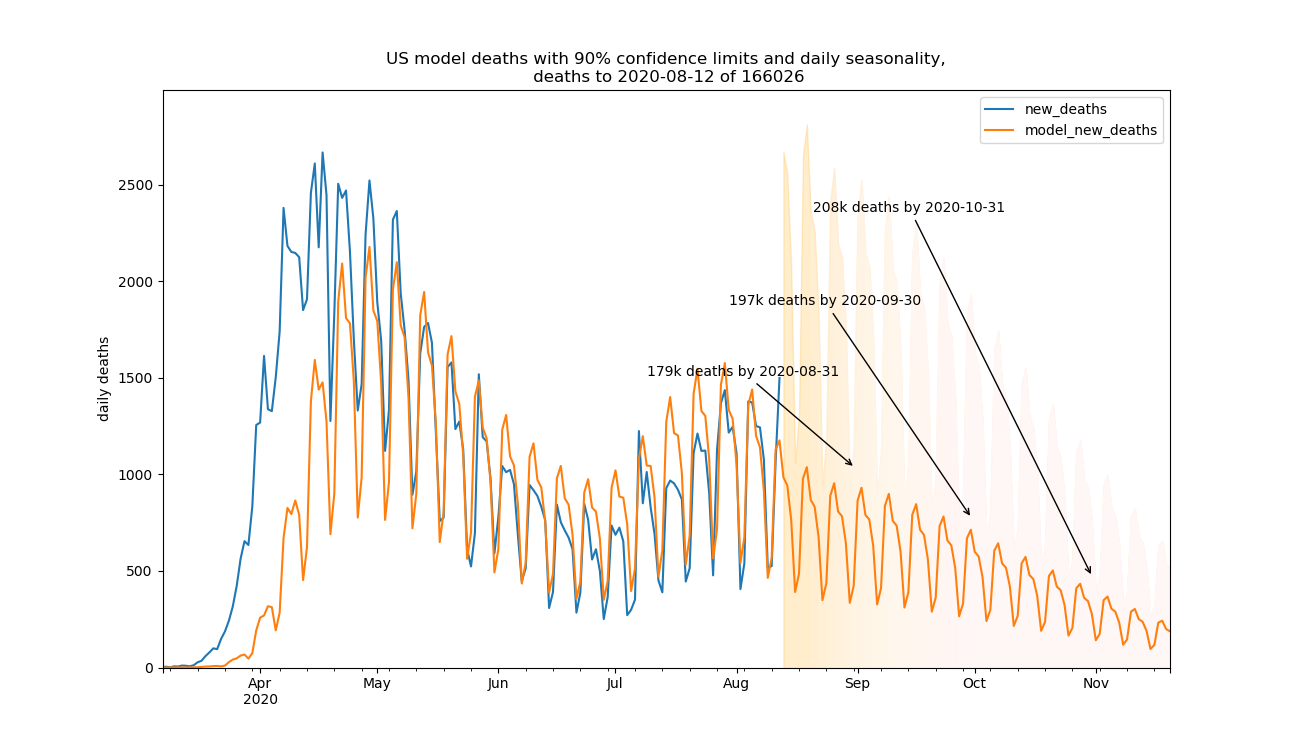 US model deaths with 90% confidence limits and daily seasonality,
deaths to 2020-08-12 of 166026
new_deaths
model_new_deaths
208k deaths by 2020-10-31
197k deaths by 2020-09-30
179k deaths by 2020-08-31
daily deaths
2500
2000
1500
1000
500
0
Apr May Jun Jul Aug Sep Oct Nov
2020